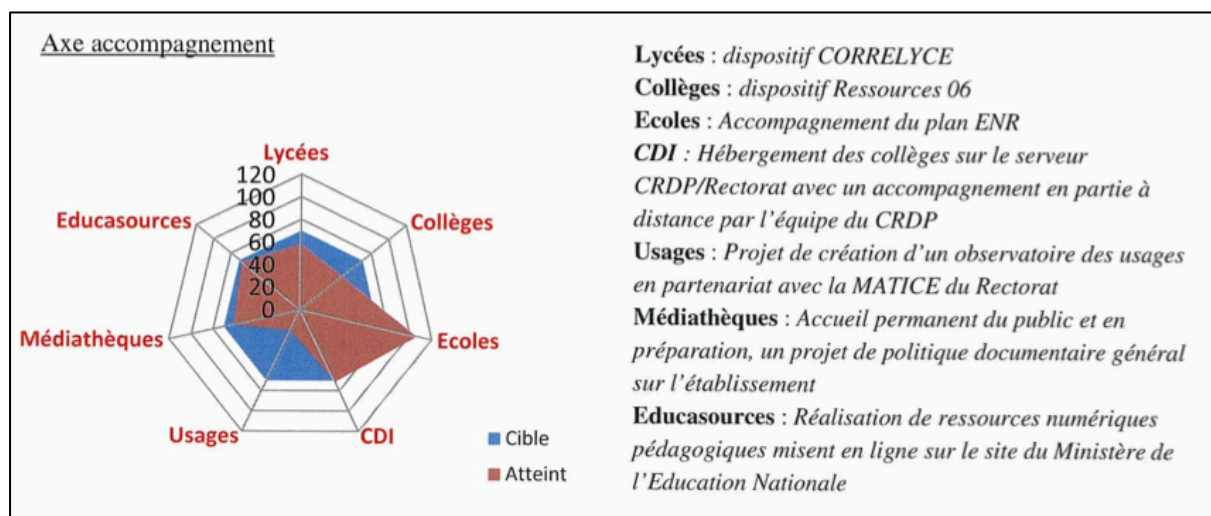 Axe accompagnement
Lycées
120
100
80
60
40
20
0
Educasources
Collèges
Médiathèques
Ecoles
Usages
CDI
Cible
Atteint
Lycées : dispositif CORRELYCE
Collèges : dispositif Ressources 06
Ecoles : Accompagnement du plan ENR
CDI : Hébergement des collèges sur le serveur
CRDP/Rectorat avec un accompagnement en partie à
distance par l'équipe du CRDP
Usages : Projet de création d'un observatoire des usages
en partenariat avec la MATICE du Rectorat
Médiathèques : Accueil permanent du public et en
préparation, un projet de politique documentaire général
sur l'établissement
Educasources : Réalisation de ressources numériques
pédagogiques misent en ligne sur le site du Ministère de
l'Education Nationale